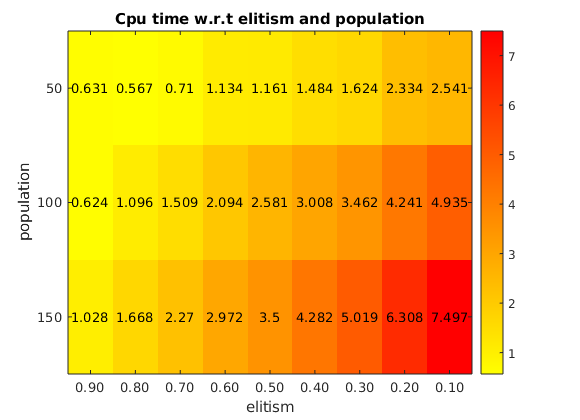 Cpu time w.r.t elitism and population
50 0.631 0.567 0.71 1.134 1.161 1.484 1.624 2.334 2.541
100 0.624 1.096 1.509 2.094 2.581 3.008 3.462 4.241 4.935
150 1.028 1.668 2.27 2.972 3.5 4.282 5.019 6.308 7.497
0.90 0.80 0.70 0.60 0.50 0.40 0.30 0.20 0.10
elitism
population
7
6
5
4
3
2
1